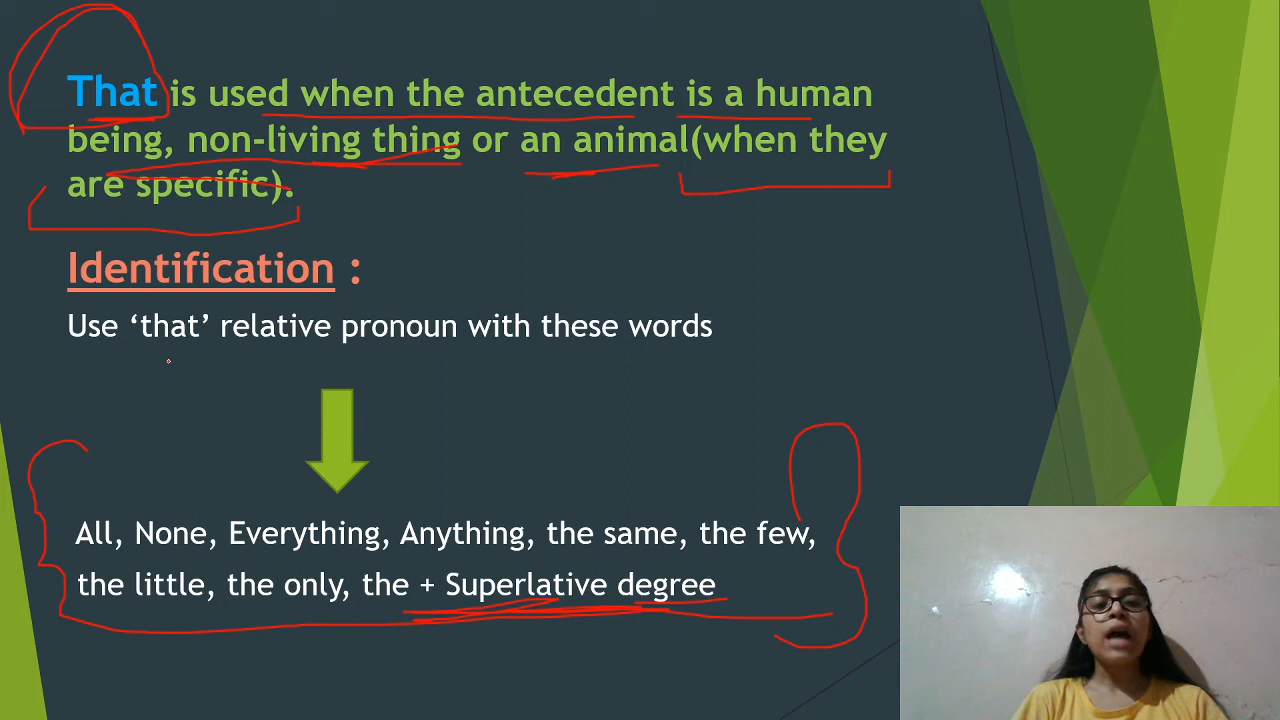 That is used when the antecedent is a human
being, non-living thing or an animal(when they
are specific).
Identification :
Use ‘that’ relative pronoun with these words
All, None, Everything, Anything, the same, the few,
the little, the only, the + Superlative degree